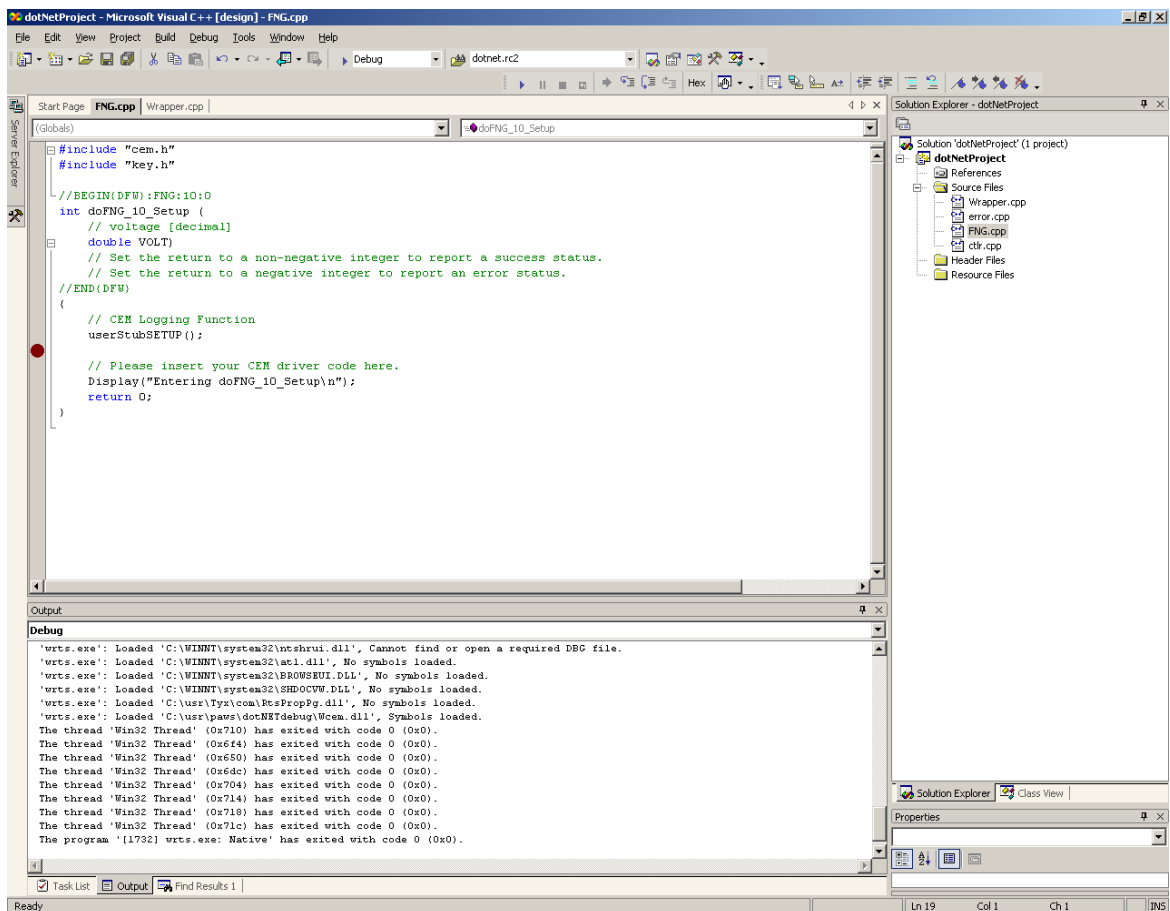 dotNetProject - Microsoft Visual C++ [design] - FNG.cpp
File Edit View Project Build Debug Tools Window Help
Debug dotnet.rc2
Hex
Start Page FNG.cpp Wrapper.cpp
(Globals) doFNG_10_Setup
Server Explorer
#include "cem.h"
#include "key.h"
//BEGIN{DFW}:FNG:10:0
int doFNG_10_Setup (
// voltage [decimal]
double VOLT)
// Set the return to a non-negative integer to report a success status.
// Set the return to a negative integer to report an error status.
//END{DFW}
{
// CEM Logging Function
userStubSETUP();
// Please insert your CEM driver code here.
Display("Entering doFNG_10_Setup\n");
return 0;
}
Solution Explorer - dotNetProject
Solution 'dotNetProject' (1 project)
dotNetProject
References
Source Files
Wrapper.cpp
error.cpp
FNG.cpp
ctlr.cpp
Header Files
Resource Files
Output
Debug
'wrts.exe': Loaded 'C:\WINNT\system32\ntshrui.dll', Cannot find or open a required DBG file.
'wrts.exe': Loaded 'C:\WINNT\system32\atl.dll', No symbols loaded.
'wrts.exe': Loaded 'C:\WINNT\system32\BROWSEUI.DLL', No symbols loaded.
'wrts.exe': Loaded 'C:\WINNT\system32\SHDOCVW.DLL', No symbols loaded.
'wrts.exe': Loaded 'C:\usr\Tyx\com\RtsPropPg.dll', No symbols loaded.
'wrts.exe': Loaded 'C:\usr\paws\dotNETdebug\Wcem.dll', Symbols loaded.
The thread 'Win32 Thread' (0x710) has exited with code 0 (0x0).
The thread 'Win32 Thread' (0x6f4) has exited with code 0 (0x0).
The thread 'Win32 Thread' (0x650) has exited with code 0 (0x0).
The thread 'Win32 Thread' (0x6dc) has exited with code 0 (0x0).
The thread 'Win32 Thread' (0x704) has exited with code 0 (0x0).
The thread 'Win32 Thread' (0x714) has exited with code 0 (0x0).
The thread 'Win32 Thread' (0x718) has exited with code 0 (0x0).
The thread 'Win32 Thread' (0x71c) has exited with code 0 (0x0).
The program '[1732] wrts.exe: Native' has exited with code 0 (0x0).
Solution Explorer Class View
Properties
Task List Output Find Results 1
Ready Ln 19 Col 1 Ch 1 INS